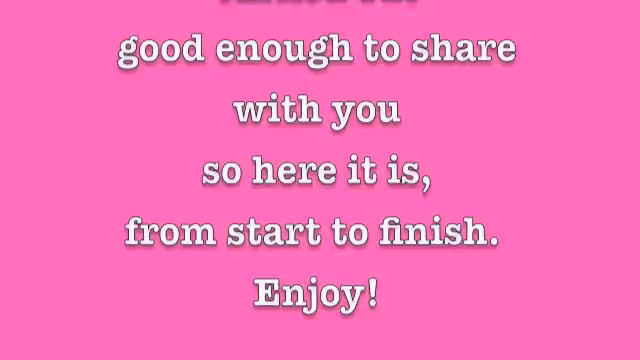 good enough to share
with you
so here it is,
from start to finish.
Enjoy!